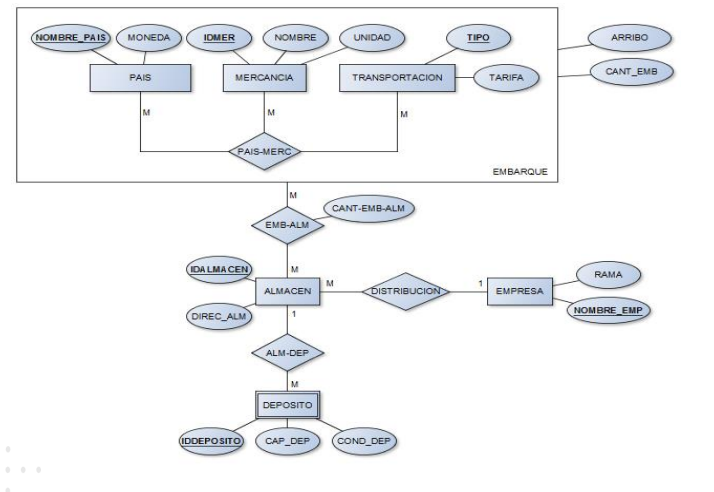 NOMBRE_PAIS
MONEDA
IDMER
NOMBRE
UNIDAD
TIPO
ARRIBO
PAIS
MERCANCIA
TRANSPORTACION
TARIFA
CANT_EMB
M
M
M
PAIS-MERC
EMBARQUE
M
EMB-ALM
CANT-EMB-ALM
M
IDALMACEN
ALMACEN
M
DISTRIBUCION
1
EMPRESA
RAMA
NOMBRE_EMP
DIREC_ALM
1
ALM-DEP
M
DEPOSITO
IDDEPOSITO
CAP_DEP
COND_DEP